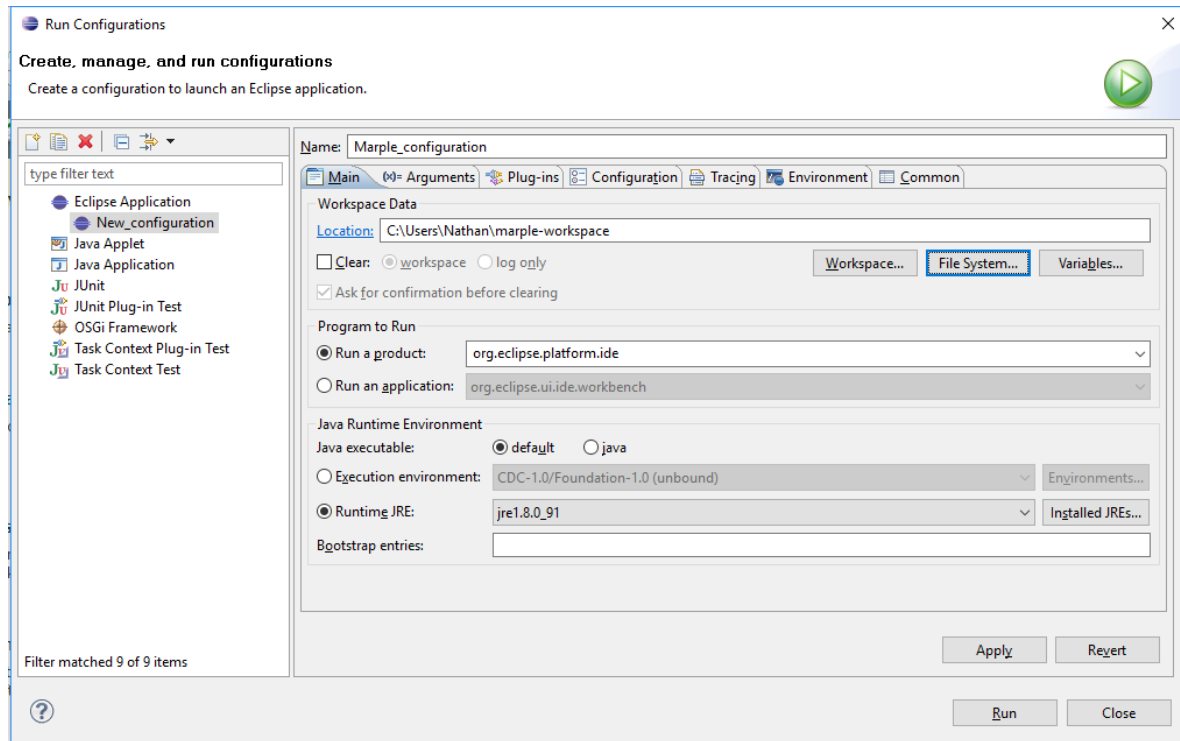 Run Configurations
Create, manage, and run configurations
Create a configuration to launch an Eclipse application.
type filter text
Eclipse Application
New_configuration
Java Applet
Java Application
JUnit
JUnit Plug-in Test
OSGi Framework
Task Context Plug-in Test
Task Context Test
Filter matched 9 of 9 items
Name: Marple_configuration
Main (x)= Arguments Plug-ins Configuration Tracing Environment Common
Workspace Data
Location: C:\Users\Nathan\marple-workspace
Clear: workspace log only Workspace... File System... Variables...
Ask for confirmation before clearing
Program to Run
Run a product: org.eclipse.platform.ide
Run an application: org.eclipse.ui.ide.workbench
Java Runtime Environment
Java executable: default java
Execution environment: CDC-1.0/Foundation-1.0 (unbound) Environments...
Runtime JRE: jre1.8.0_91 Installed JREs...
Bootstrap entries:
Apply Revert
Run Close